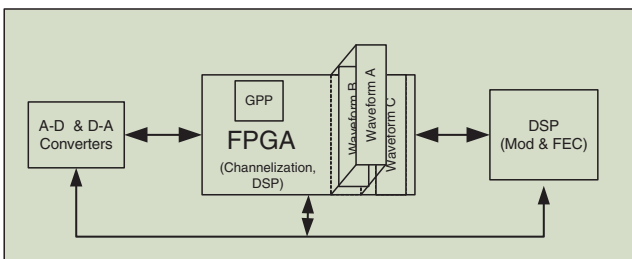 A-D & D-A
Converters
GPP
FPGA
(Channelization,
DSP)
Waveform B
Waveform A
Waveform C
DSP
(Mod & FEC)